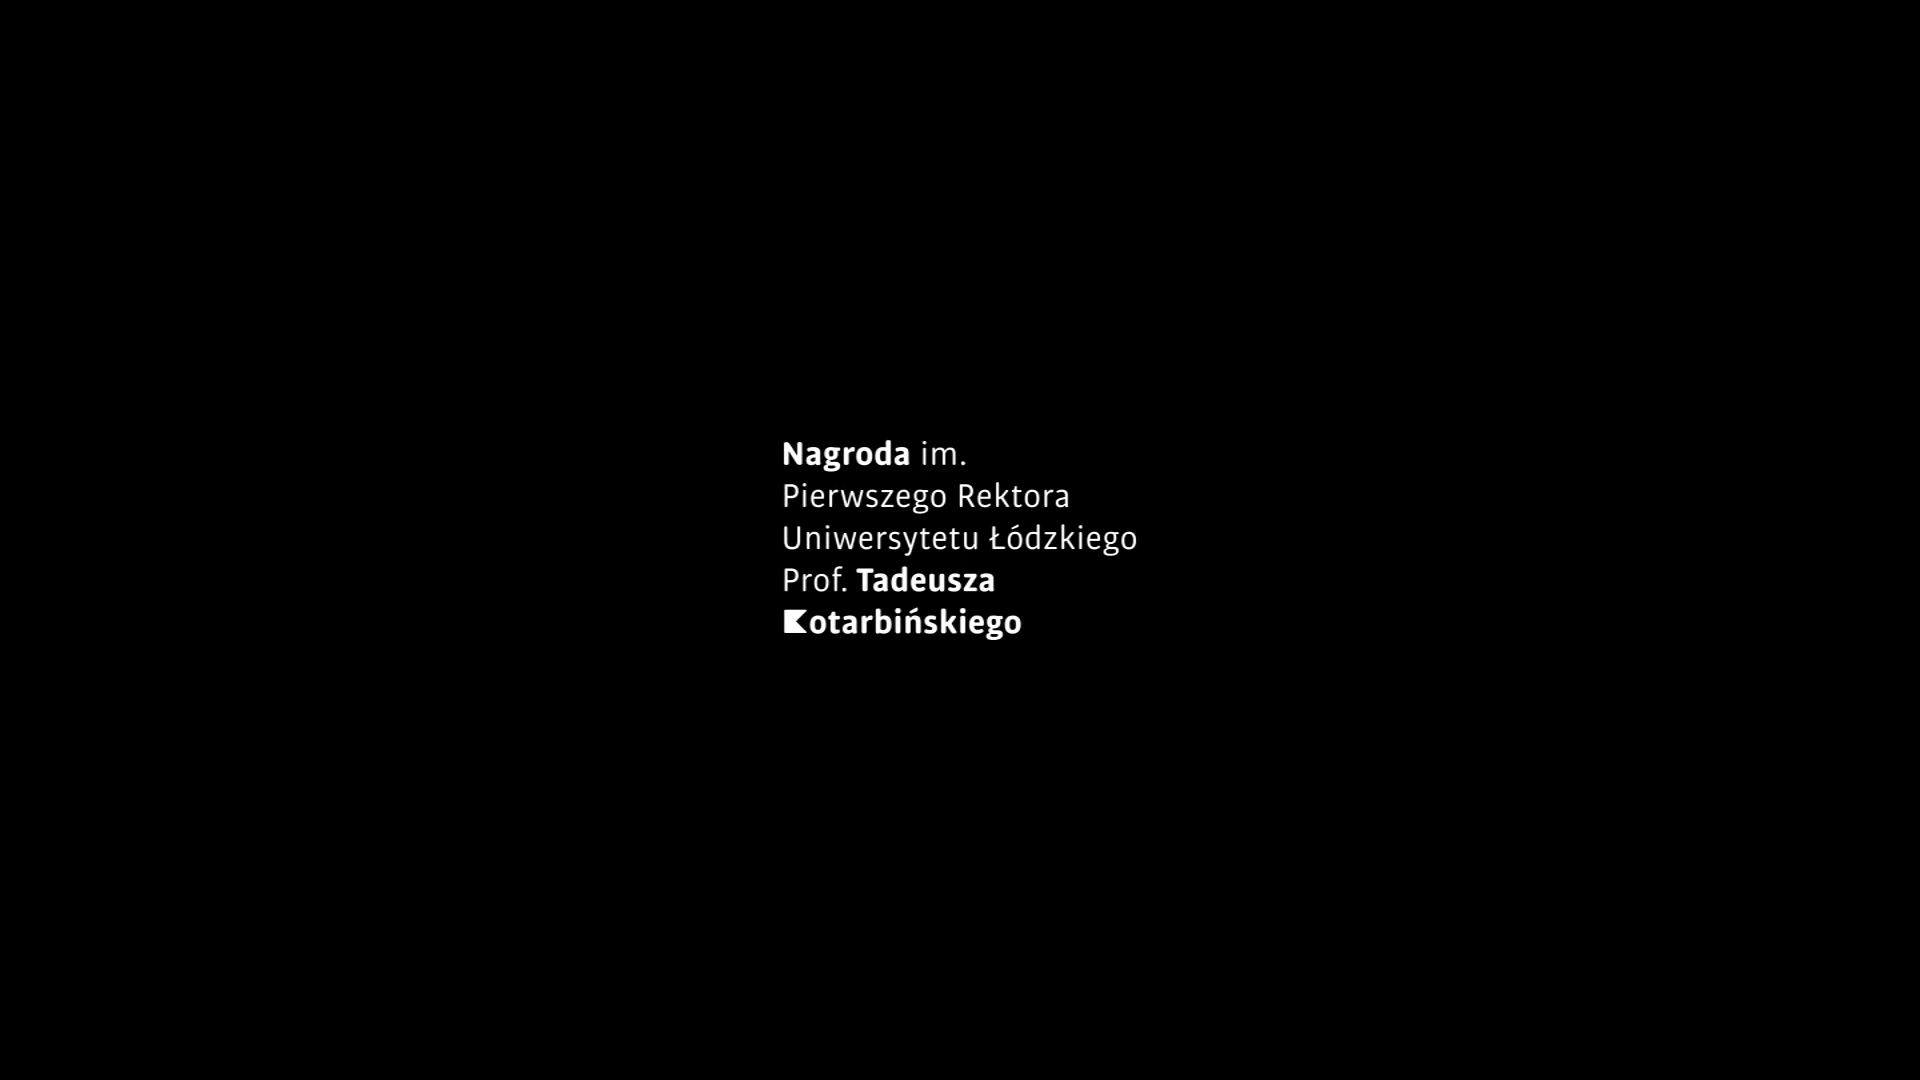 Nagroda im.
Pierwszego Rektora
Uniwersytetu Łódzkiego
Prof. Tadeusza
Kotarbińskiego